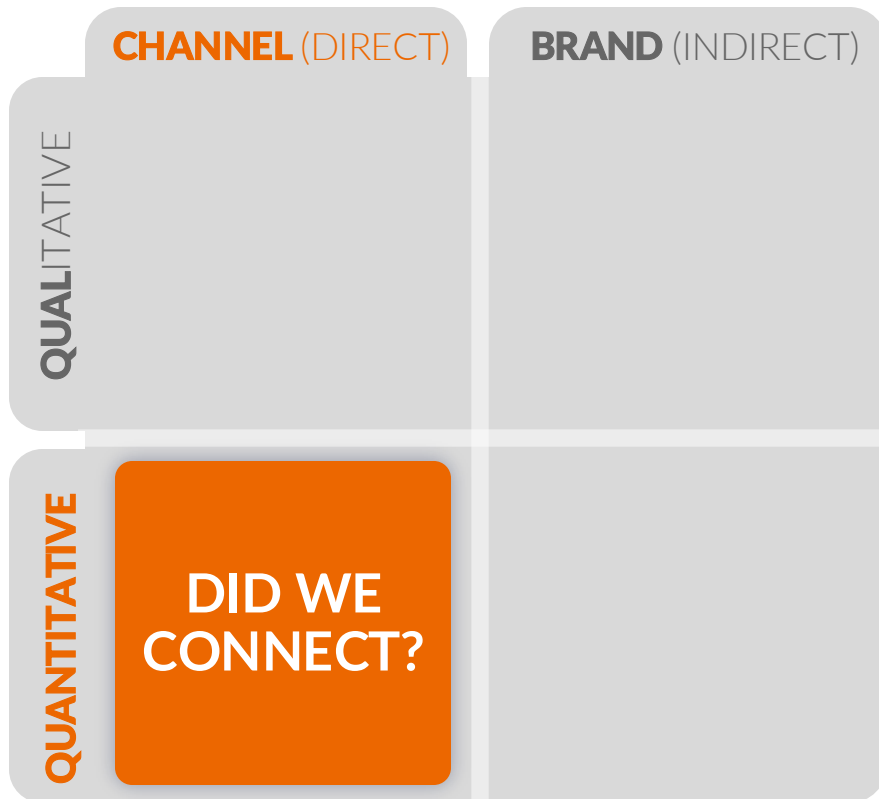 CHANNEL (DIRECT)
BRAND (INDIRECT)
QUALITATIVE
QUANTITATIVE
DID WE
CONNECT?